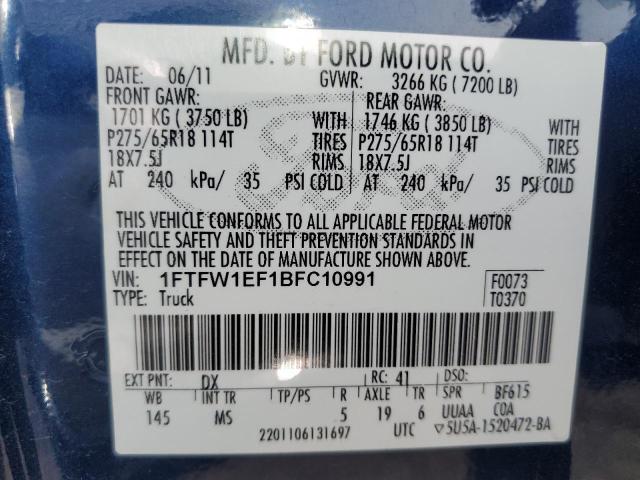 MFD. BY FORD MOTOR CO.
DATE: 06/11 GVWR: 3266 KG ( 7200 LB)
FRONT GAWR: REAR GAWR:
1701 KG ( 3750 LB) WITH 1746 KG ( 3850 LB) WITH
P275/65R18 114T TIRES P275/65R18 114T TIRES
18X7.5J RIMS 18X7.5J RIMS
AT 240 kPa/ 35 PSI COLD AT 240 kPa/ 35 PSI COLD
THIS VEHICLE CONFORMS TO ALL APPLICABLE FEDERAL MOTOR
VEHICLE SAFETY AND THEFT PREVENTION STANDARDS IN
EFFECT ON THE DATE OF MANUFACTURE SHOWN ABOVE.
VIN: 1FTFW1EF1BFC10991 F0073
TYPE: Truck T0370
EXT PNT: DX RC: 41 DSO:
WB INT TR TP/PS R AXLE TR SPR BF615
145 MS 5 19 6 UUAA COA
2201106131697 UTC ▽5U5A-1520472-BA